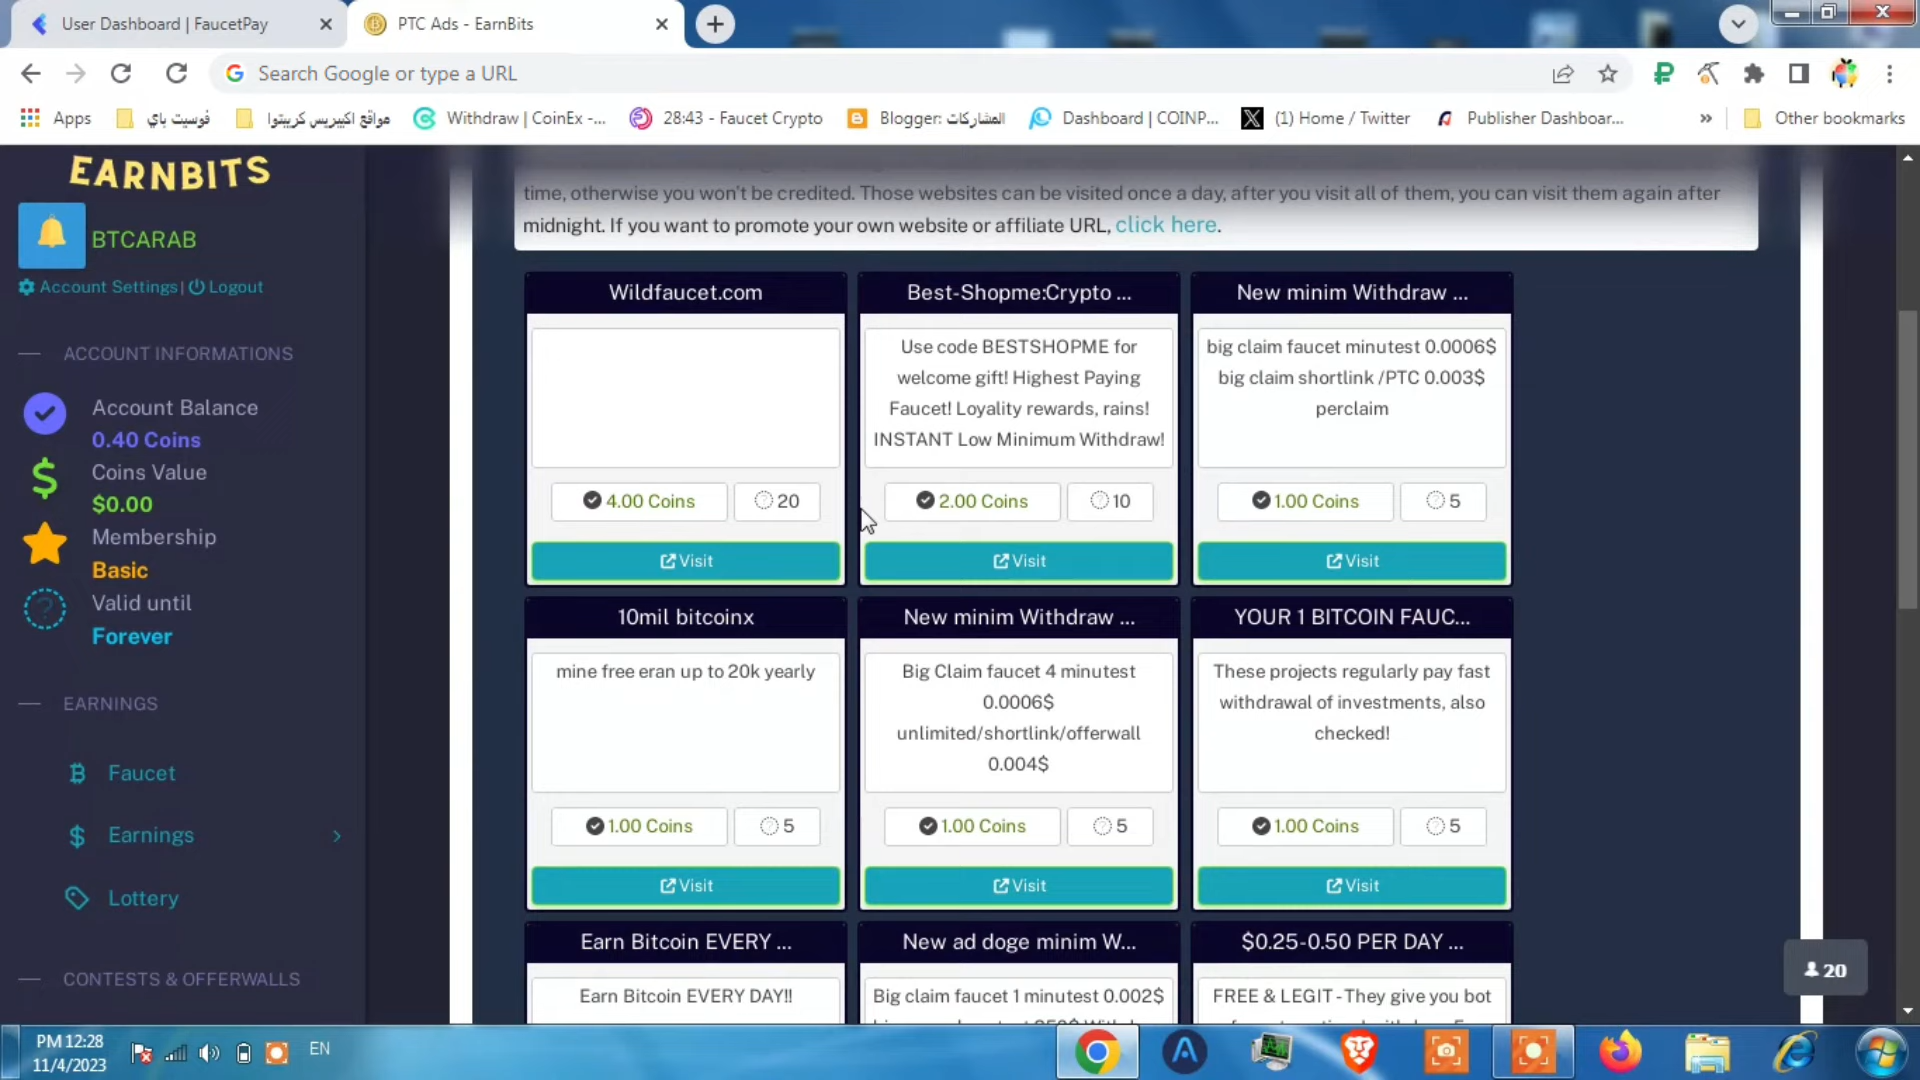 User Dashboard | FaucetPay
PTC Ads - EarnBits
Search Google or type a URL
Apps
فوسيت باي
مواقع اكبيريس كريبتوا
Withdraw | CoinEx -...
28:43 - Faucet Crypto
Blogger: المشاركات
Dashboard | COINP...
(1) Home / Twitter
Publisher Dashboar...
»
Other bookmarks
EARNBITS
BTCARAB
Account Settings | Logout
ACCOUNT INFORMATIONS
Account Balance
0.40 Coins
Coins Value
$0.00
Membership
Basic
Valid until
Forever
EARNINGS
Faucet
Earnings
Lottery
CONTESTS & OFFERWALLS
time, otherwise you won't be credited. Those websites can be visited once a day, after you visit all of them, you can visit them again after
midnight. If you want to promote your own website or affiliate URL, click here.
Wildfaucet.com
4.00 Coins
20
Visit
Best-Shopme:Crypto ...
Use code BESTSHOPME for
welcome gift! Highest Paying
Faucet! Loyality rewards, rains!
INSTANT Low Minimum Withdraw!
2.00 Coins
10
Visit
New minim Withdraw ...
big claim faucet minutest 0.0006$
big claim shortlink /PTC 0.003$
perclaim
1.00 Coins
5
Visit
10mil bitcoinx
mine free eran up to 20k yearly
1.00 Coins
5
Visit
New minim Withdraw ...
Big Claim faucet 4 minutest
0.0006$
unlimited/shortlink/offerwall
0.004$
1.00 Coins
5
Visit
YOUR 1 BITCOIN FAUC...
These projects regularly pay fast
withdrawal of investments, also
checked!
1.00 Coins
5
Visit
Earn Bitcoin EVERY ...
Earn Bitcoin EVERY DAY!!
New ad doge minim W...
Big claim faucet 1 minutest 0.002$
$0.25-0.50 PER DAY ...
FREE & LEGIT - They give you bot
20
PM 12:28
11/4/2023
EN